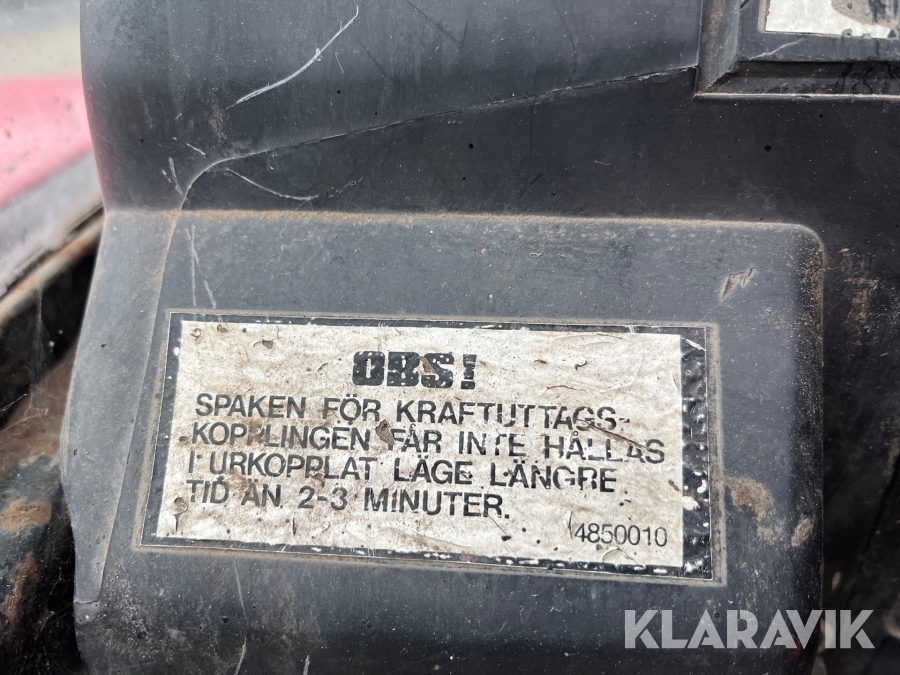 OBS!
SPAKEN FÖR KRAFTUTTAGS-
KOPPLINGEN FÅR INTE HÅLLAS
I URKOPPLAT LÄGE LÄNGRE
TID ÄN 2-3 MINUTER.
4850010
KLARAVIK